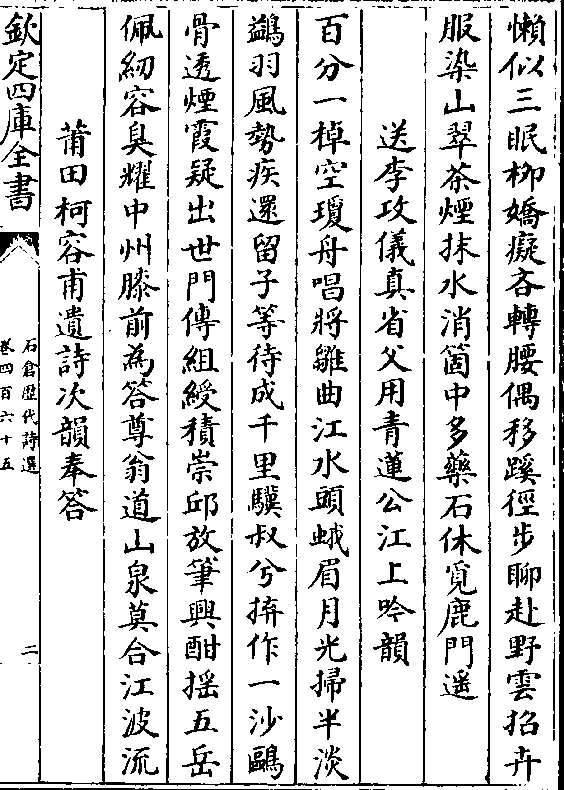 懶似三眠柳嬌癡吝轉腰偶移蹊徑步聊赴野雲招卉
服染山翠茶煙抹水消箇中多藥石休覓鹿門遥
送李攻儀真省父用青蓮公江上吟韻
百分一棹空瓊舟唱將雛曲江水頭蛾眉月光掃半淡
鷁羽風勢疾還留子等待成千里驥叔兮拚作一沙鷗
骨透煙霞疑出世門傳組綬積崇邱放筆興酣揺五岳
佩紉容臭耀中州膝前為答尊翁道山泉莫合江波流
莆田柯容甫遺詩次韻奉答
欽定四庫全書
石倉歴代詩選
卷四百六十五
二